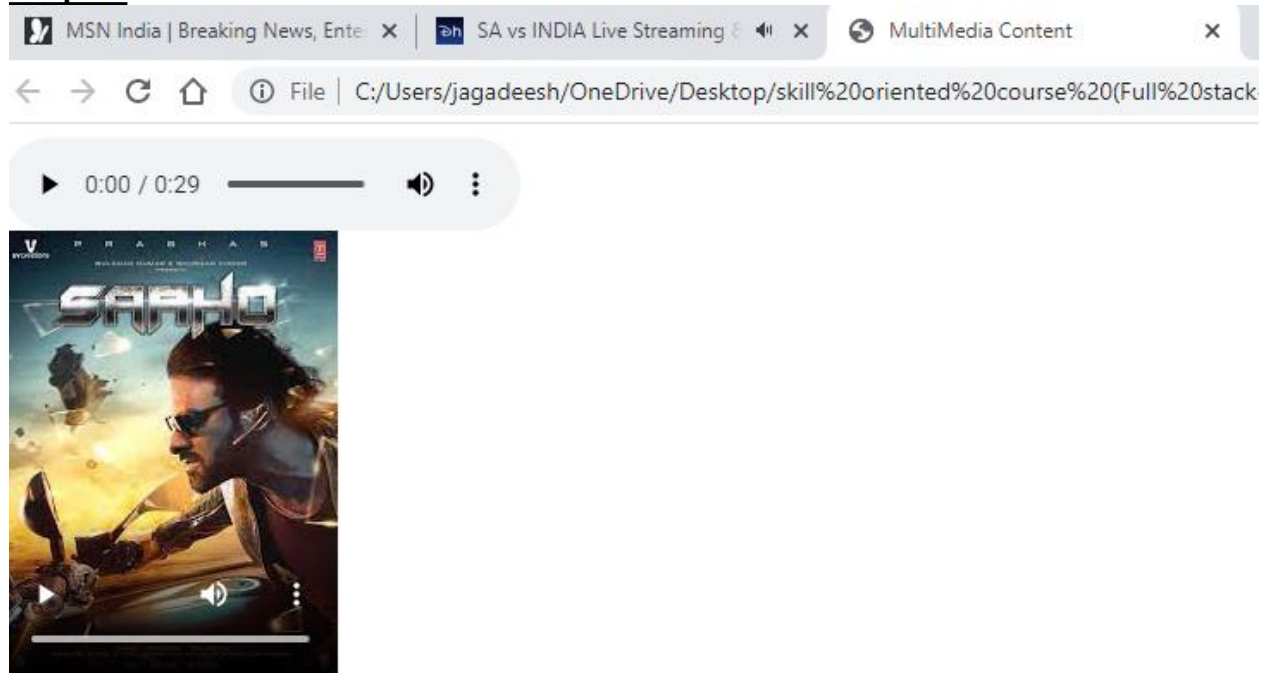 MSN India | Breaking News, Ente
SA vs INDIA Live Streaming &
MultiMedia Content
File | C:/Users/jagadeesh/OneDrive/Desktop/skill%20oriented%20course%20(Full%20stack
0:00 / 0:29
P R A B H A S
SAAHO